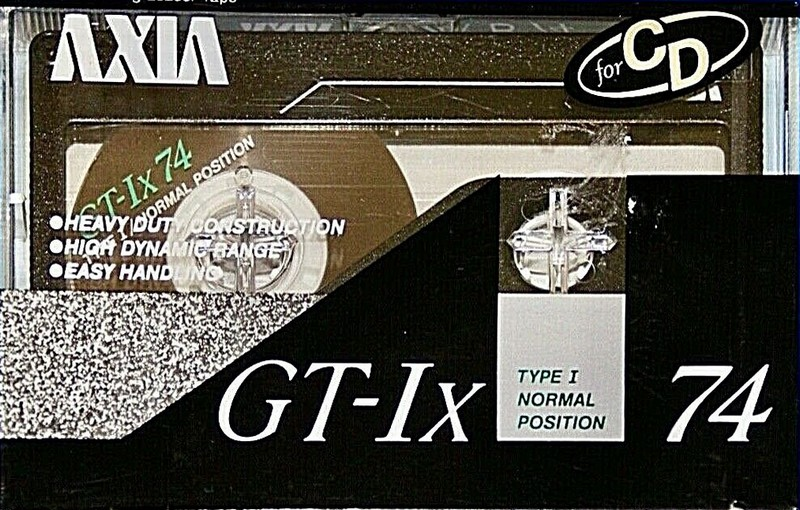 AXIA
for CD
GT-Ix 74
NORMAL POSITION
●HEAVY DUTY CONSTRUCTION
●HIGH DYNAMIC RANGE
●EASY HANDLING
GT-Ix
TYPE I
NORMAL
POSITION
74